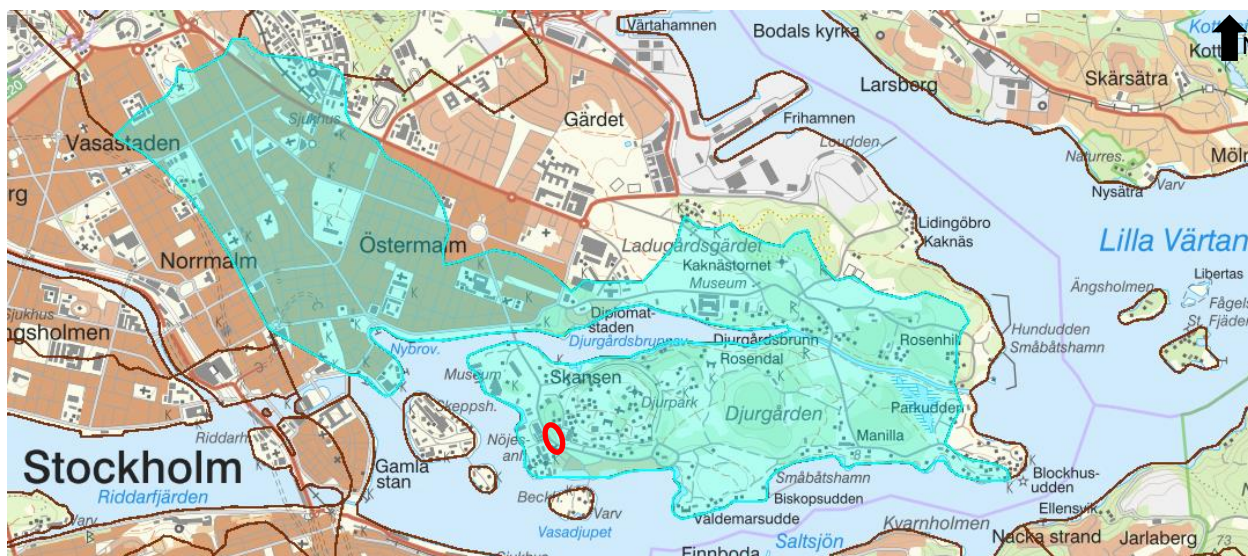 Värtahamnen
Bodals kyrka
N
Larsberg
Skärsätra
Gärdet
Frihamnen
Sjukhus
Vasastaden
Loudden
Naturres.
Nysätra
Varv
Lidingöbro
Kaknäs
Östermalm
Ladugårdsgärdet
Kaknästornet
Museum
Lilla Värtan
Norrmalm
Libertas
Ängsholmen
Sjukhus
ngsholmen
Diplomat-
staden
Djurgårdsbrunn
Nybrov.
Rosenhill
Hundudden
Småbåtshamn
Rosendal
Museum
Skansen
Djurpark
Skeppsh.
Djurgården
Parkudden
Riddarh.
Nöjes-
anl.
Manilla
Stockholm
Gamla
stan
Blockhus-
udden
Småbåtshamn
Biskopsudden
Riddarfjärden
Varv
Ellensvik
Valdemarsudde
Vasadjupet
Kvarnholmen
Nacka strand
Jarlaberg
73
Finnboda
Saltsjön
Varv